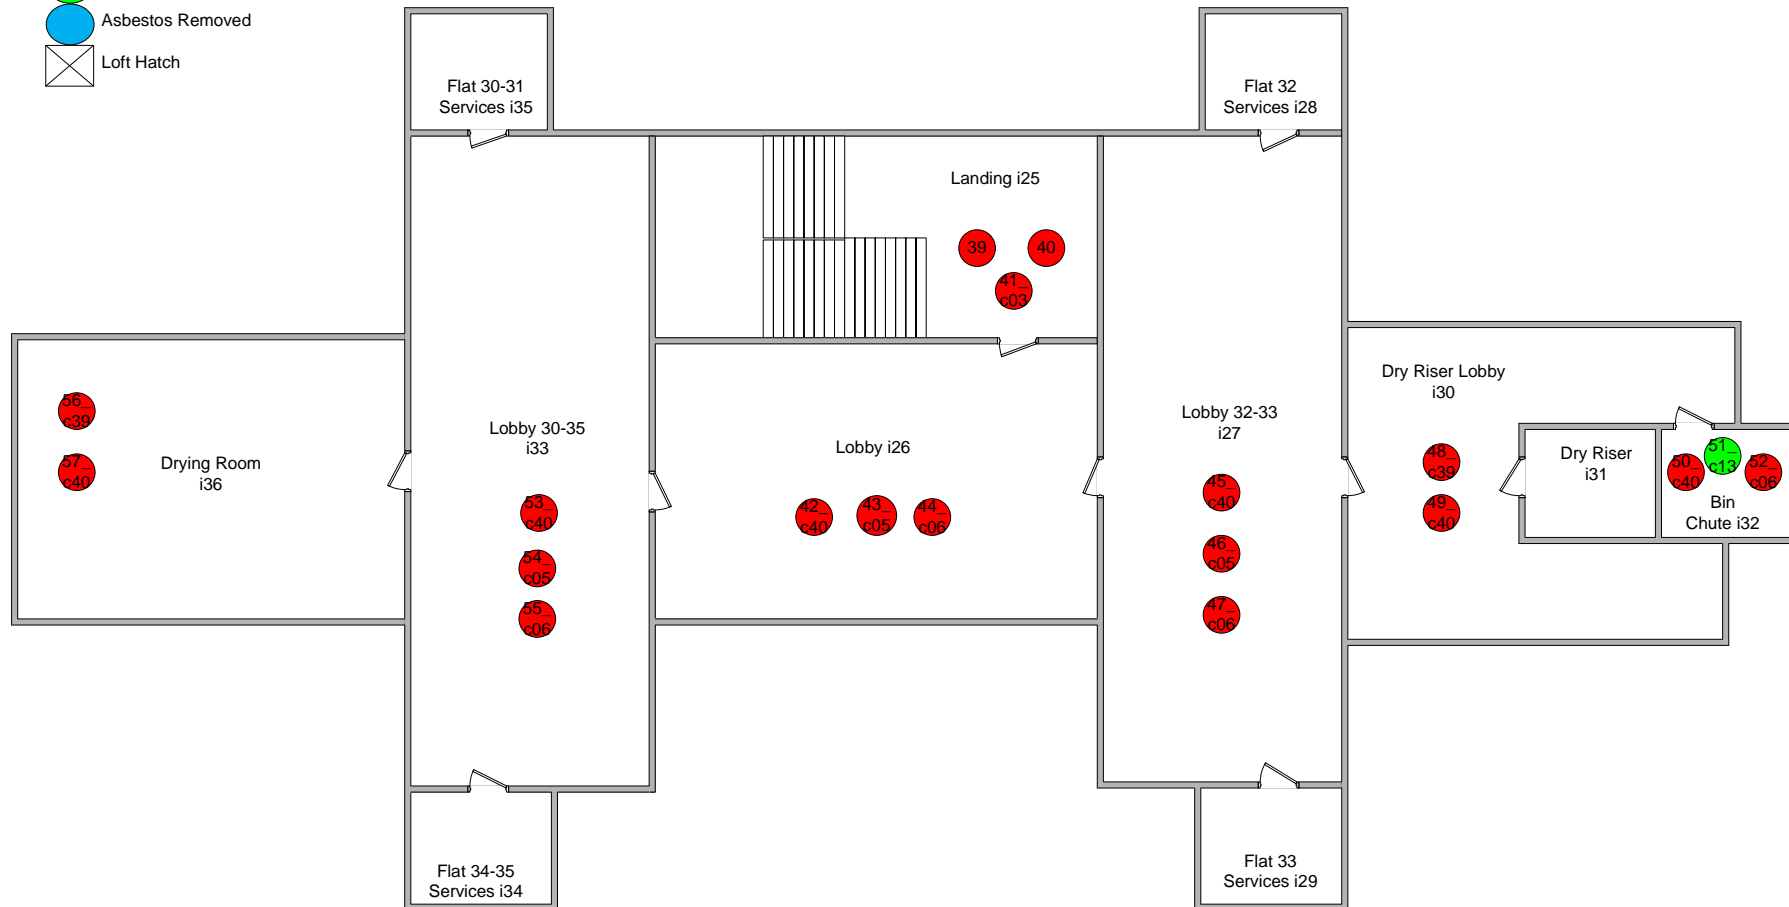 Asbestos Removed
Loft Hatch
Flat 30-31
Services i35
Flat 32
Services i28
Landing i25
39
40
41_
c03
Dry Riser Lobby
i30
Lobby 30-35
i33
Lobby i26
Lobby 32-33
i27
Drying Room
i36
56_
c39
57_
c40
53_
c40
54_
c05
55_
c06
42_
c40
43_
c05
44_
c06
45_
c40
46_
c05
47_
c06
48_
c39
49_
c40
Dry Riser
i31
50_
c40
51_
c13
52_
c06
Bin
Chute i32
Flat 34-35
Services i34
Flat 33
Services i29